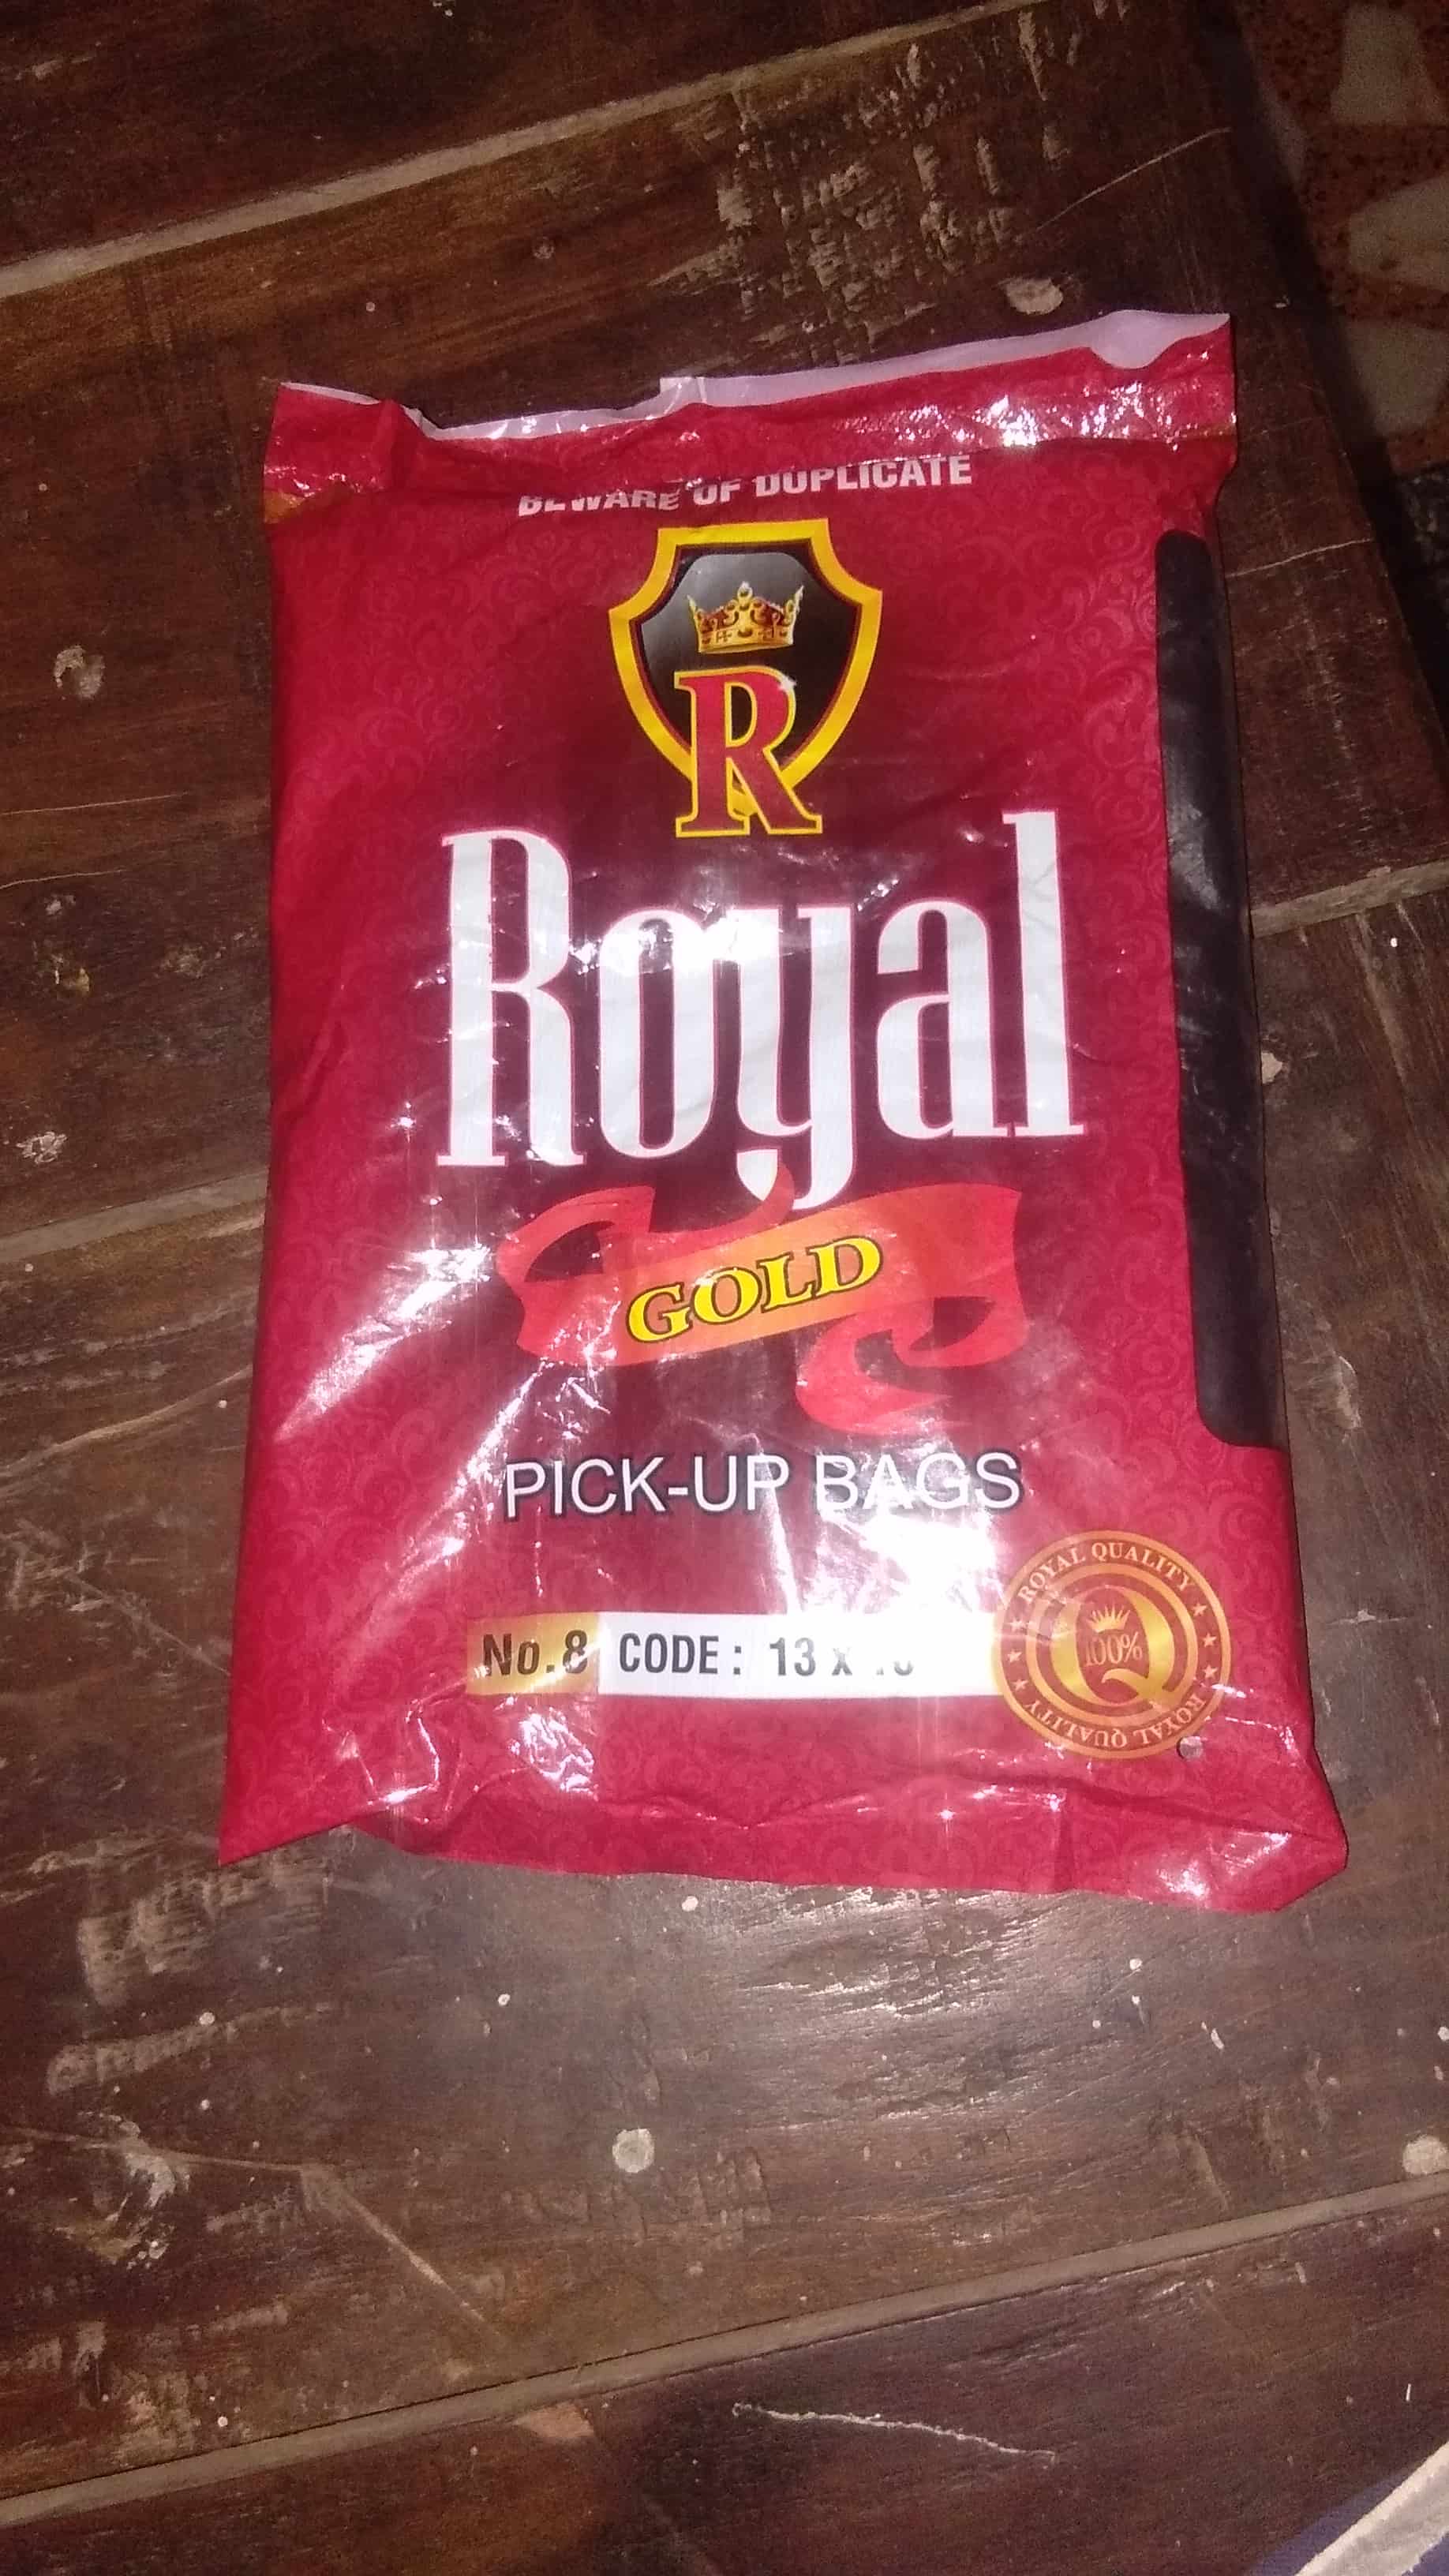 BEWARE OF DUPLICATE
R
Royal
GOLD
PICK-UP BAGS
No.8 CODE : 13 x
ROYAL QUALITY
100%
Q
ROYAL QUALITY